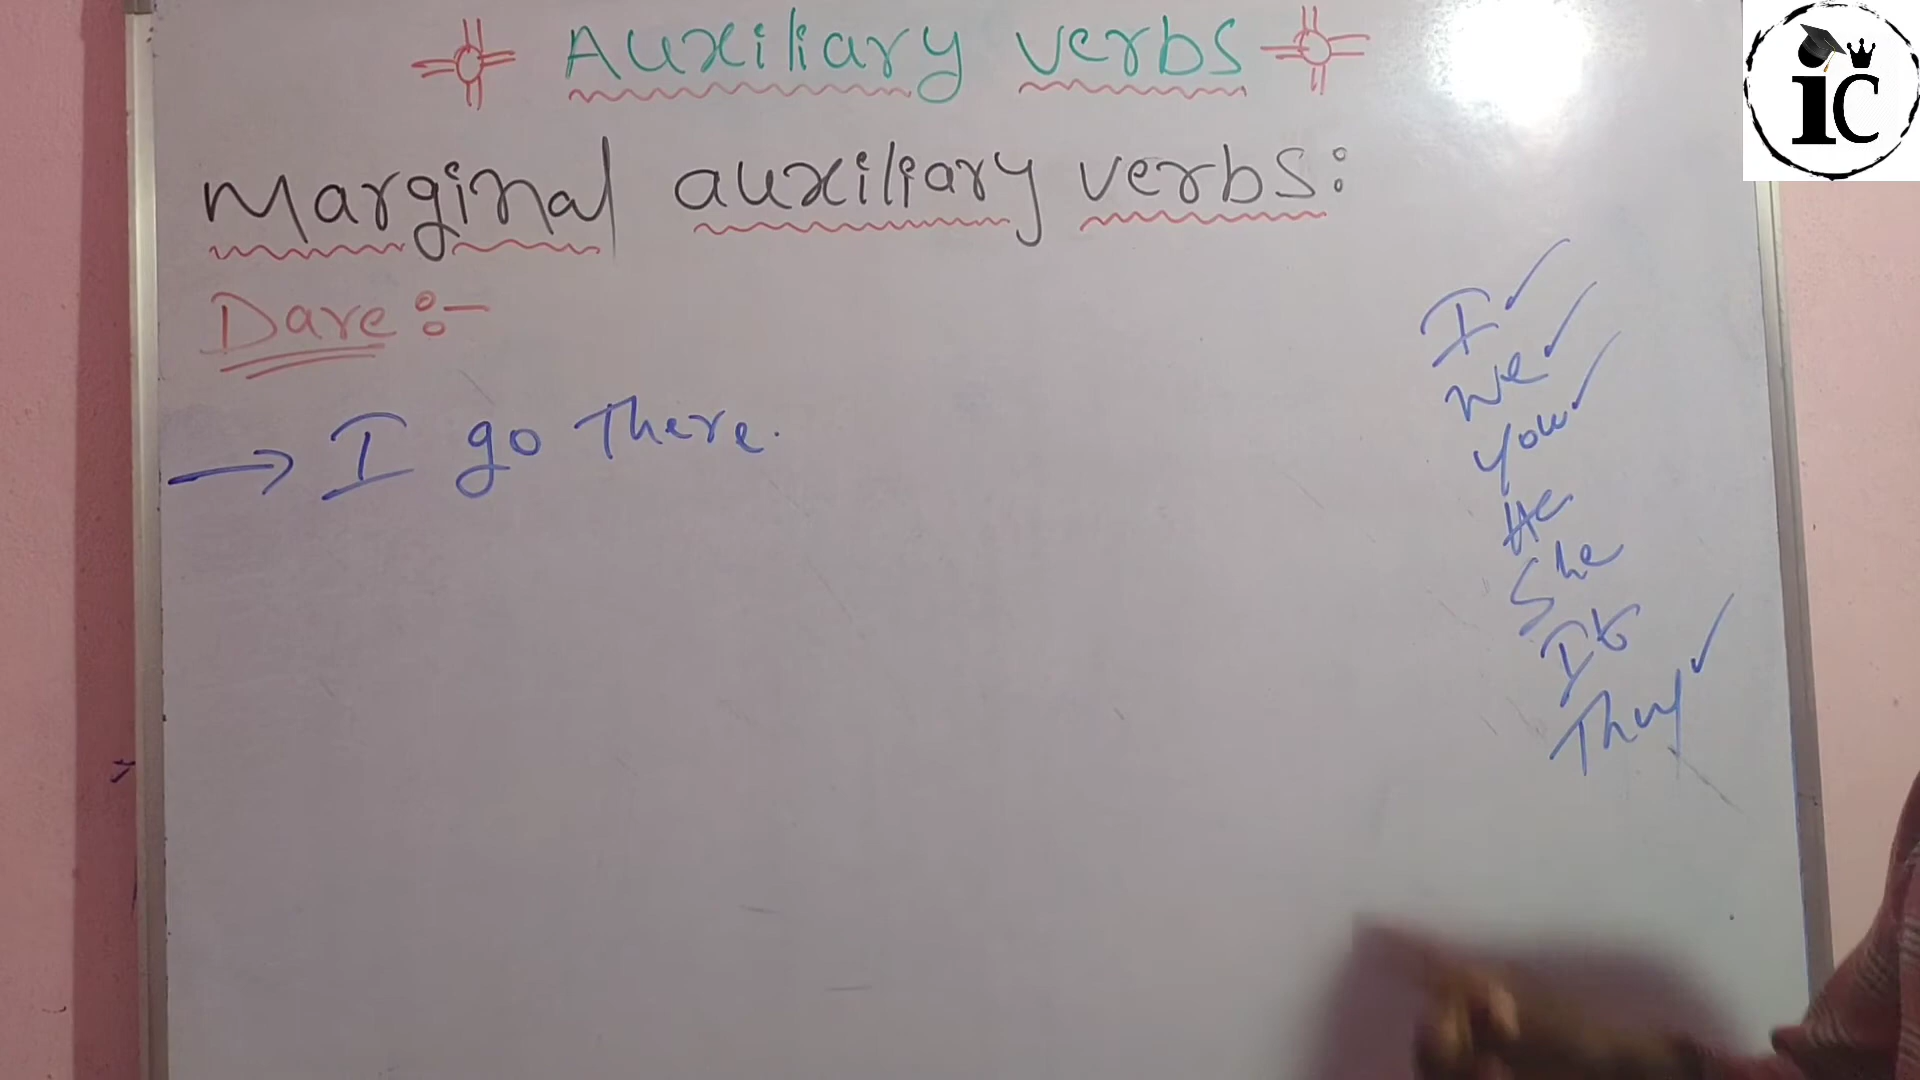 Auxiliary verbs
Marginal auxiliary verbs:
Dare :-
→ I go There.
I ✓
We ✓
You ✓
He
She
It
They ✓
iC